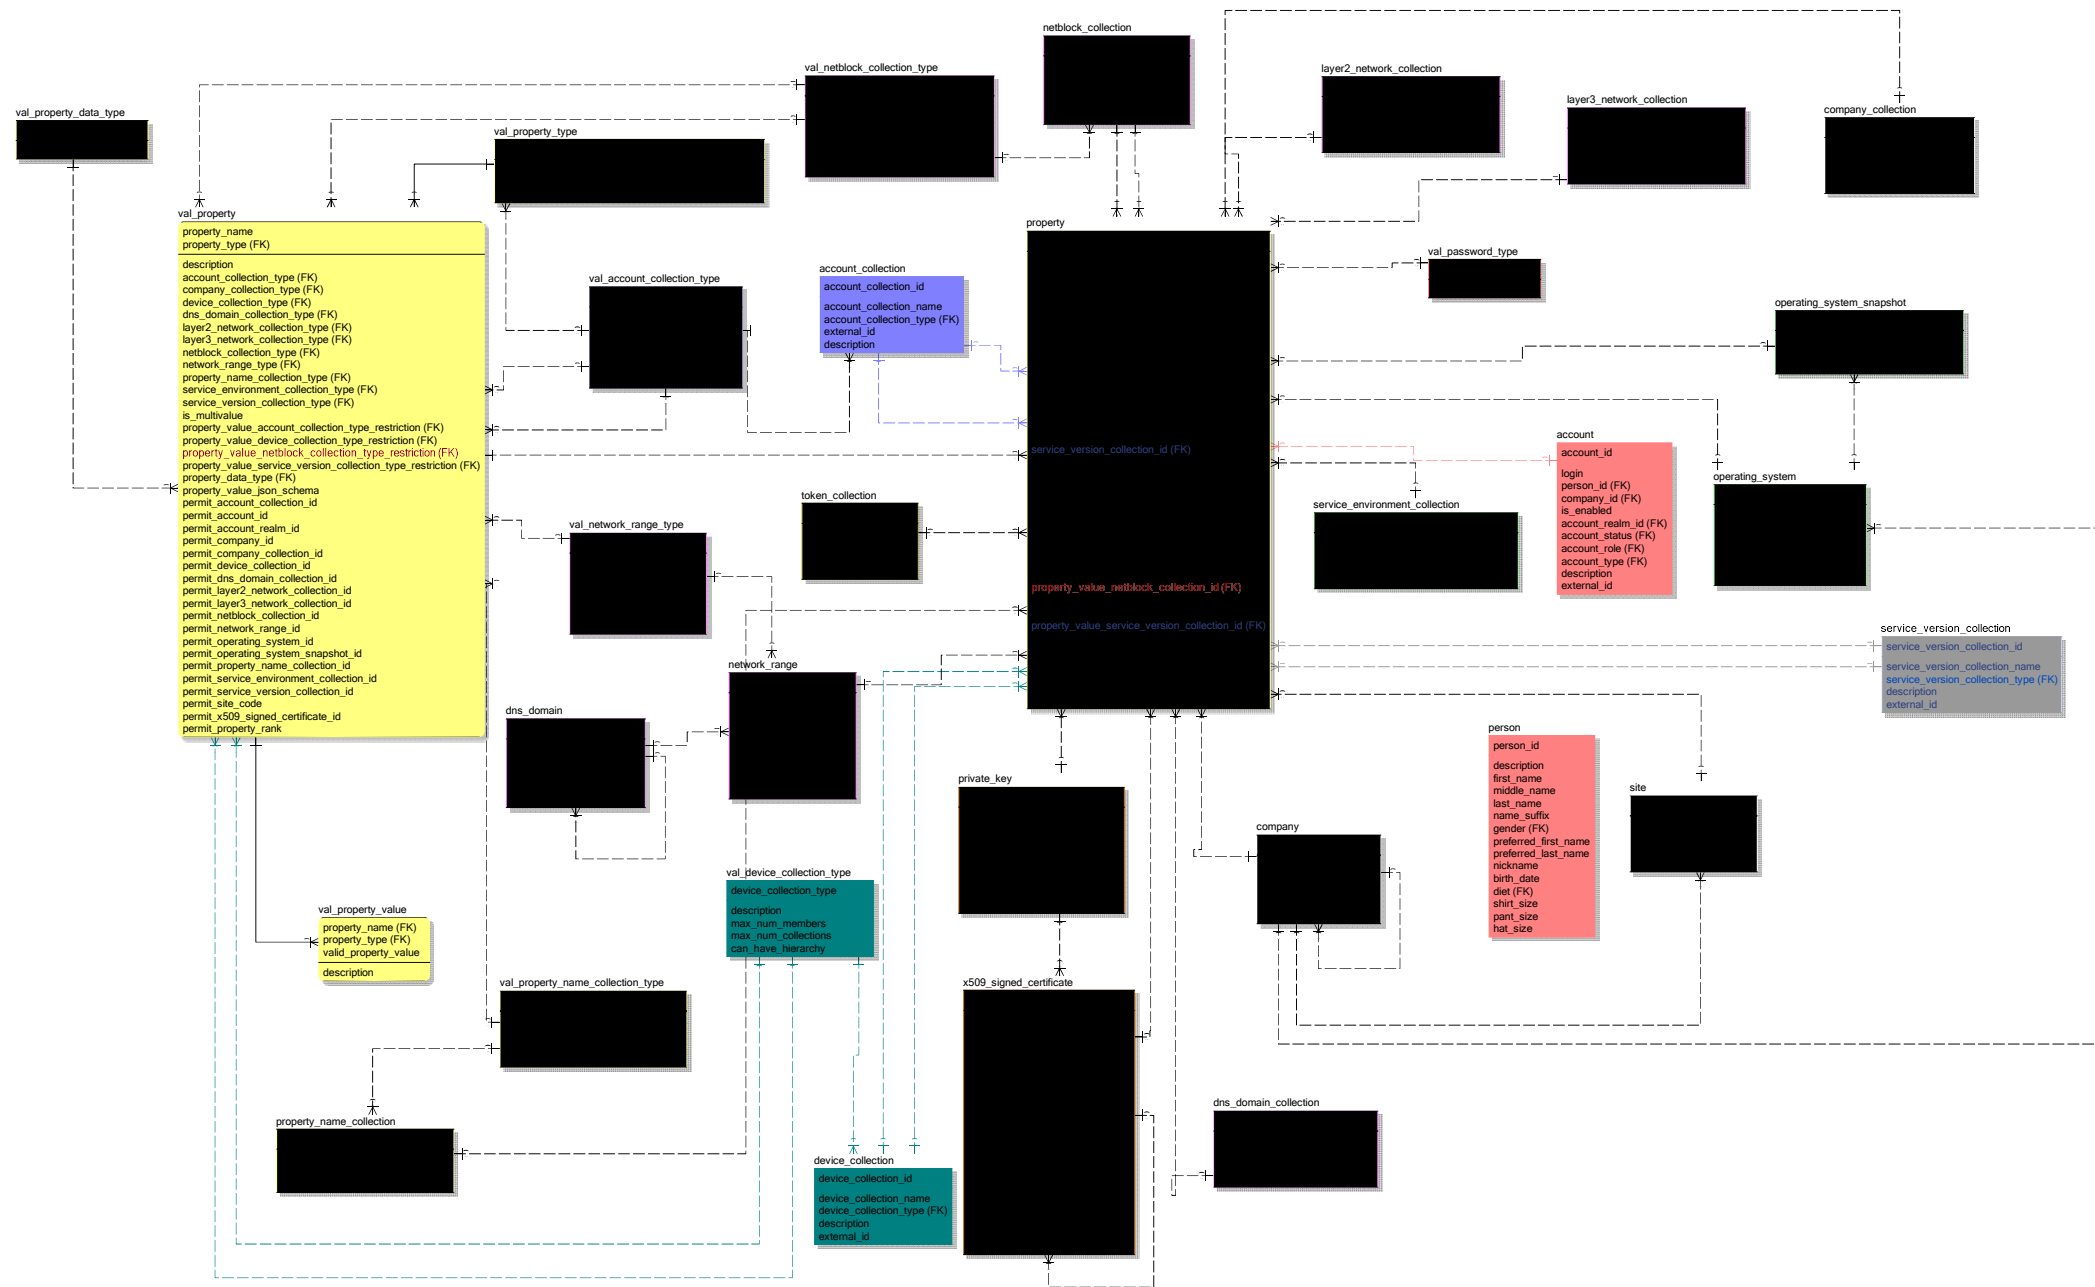 netblock_collection
val_netblock_collection_type
layer2_network_collection
layer3_network_collection
company_collection
val_property_data_type
val_property_type
val_property
property_name
property_type (FK)
description
account_collection_type (FK)
company_collection_type (FK)
device_collection_type (FK)
dns_domain_collection_type (FK)
layer2_network_collection_type (FK)
layer3_network_collection_type (FK)
netblock_collection_type (FK)
network_range_type (FK)
property_name_collection_type (FK)
service_environment_collection_type (FK)
service_version_collection_type (FK)
is_multivalue
property_value_account_collection_type_restriction (FK)
property_value_device_collection_type_restriction (FK)
property_value_netblock_collection_type_restriction (FK)
property_value_service_version_collection_type_restriction (FK)
property_data_type (FK)
property_value_json_schema
permit_account_collection_id
permit_account_id
permit_account_realm_id
permit_company_id
permit_company_collection_id
permit_device_collection_id
permit_dns_domain_collection_id
permit_layer2_network_collection_id
permit_layer3_network_collection_id
permit_netblock_collection_id
permit_network_range_id
permit_operating_system_id
permit_operating_system_snapshot_id
permit_property_name_collection_id
permit_service_environment_collection_id
permit_service_version_collection_id
permit_site_code
permit_x509_signed_certificate_id
permit_property_rank
val_account_collection_type
account_collection
account_collection_id
account_collection_name
account_collection_type (FK)
external_id
description
property
service_version_collection_id (FK)
property_value_netblock_collection_id (FK)
property_value_service_version_collection_id (FK)
val_password_type
operating_system_snapshot
account
account_id
login
person_id (FK)
company_id (FK)
is_enabled
account_realm_id (FK)
account_status (FK)
account_role (FK)
account_type (FK)
description
external_id
operating_system
service_environment_collection
token_collection
val_network_range_type
network_range
dns_domain
service_version_collection
service_version_collection_id
service_version_collection_name
service_version_collection_type (FK)
description
external_id
person
person_id
description
first_name
middle_name
last_name
name_suffix
gender (FK)
preferred_first_name
preferred_last_name
nickname
birth_date
diet (FK)
shirt_size
pant_size
hat_size
site
private_key
company
val_device_collection_type
device_collection_type
description
max_num_members
max_num_collections
can_have_hierarchy
val_property_value
property_name (FK)
property_type (FK)
valid_property_value
description
val_property_name_collection_type
x509_signed_certificate
property_name_collection
dns_domain_collection
device_collection
device_collection_id
device_collection_name
device_collection_type (FK)
description
external_id